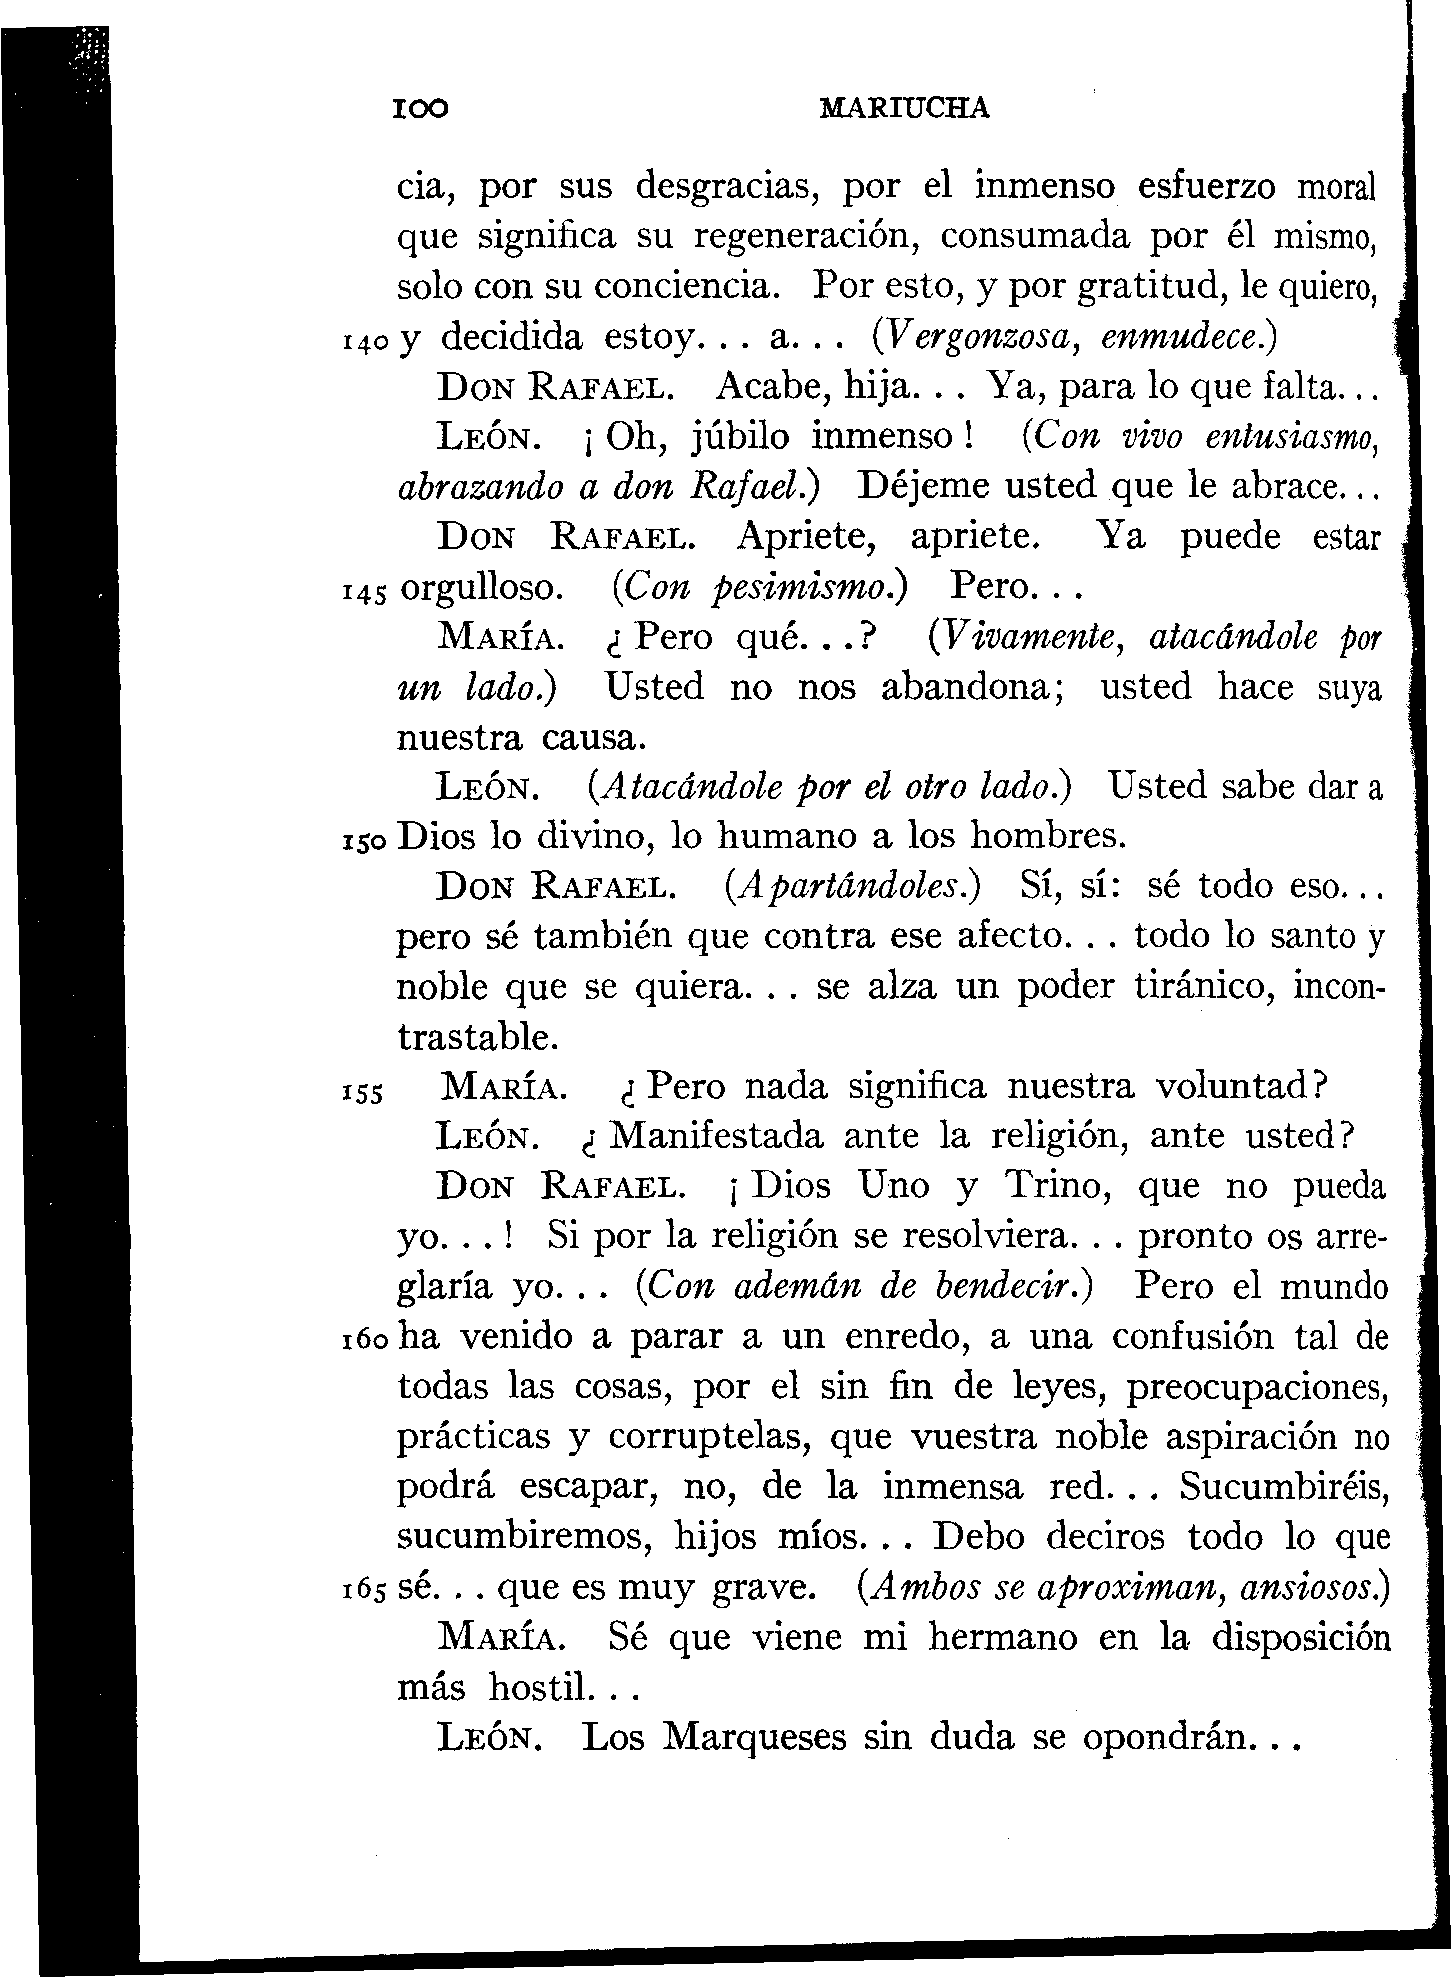 100 MARIUCHA
cia, por sus desgracias, por el inmenso esfuerzo moral
que significa su regeneración, consumada por él mismo,
solo con su conciencia. Por esto, y por gratitud, le quiero,
140 y decidida estoy. . . a. . . (Vergonzosa, enmudece.)
DON RAFAEL. Acabe, hija. . . Ya, para lo que falta...
LEÓN. ¡ Oh, júbilo inmenso ! (Con vivo entusiasmo,
abrazando a don Rafael.) Déjeme usted que le abrace...
DON RAFAEL. Apriete, apriete. Ya puede estar
145 orgulloso. (Con pesimismo.) Pero. . .
MARÍA. ¿ Pero qué. . .? (Vivamente, atacándole por
un lado.) Usted no nos abandona; usted hace suya
nuestra causa.
LEÓN. (Atacándole por el otro lado.) Usted sabe dar a
150 Dios lo divino, lo humano a los hombres.
DON RAFAEL. (Apartándoles.) Sí, sí: sé todo eso...
pero sé también que contra ese afecto. . . todo lo santo y
noble que se quiera. . . se alza un poder tiránico, incon-
trastable.
155 MARÍA. ¿ Pero nada significa nuestra voluntad?
LEÓN. ¿ Manifestada ante la religión, ante usted?
DON RAFAEL. ¡ Dios Uno y Trino, que no pueda
yo. . . ! Si por la religión se resolviera. . . pronto os arre-
glaría yo. . . (Con ademán de bendecir.) Pero el mundo
160 ha venido a parar a un enredo, a una confusión tal de
todas las cosas, por el sin fin de leyes, preocupaciones,
prácticas y corruptelas, que vuestra noble aspiración no
podrá escapar, no, de la inmensa red. . . Sucumbiréis,
sucumbiremos, hijos míos. . . Debo deciros todo lo que
165 sé. . . que es muy grave. (Ambos se aproximan, ansiosos.)
MARÍA. Sé que viene mi hermano en la disposición
más hostil. . .
LEÓN. Los Marqueses sin duda se opondrán. . .